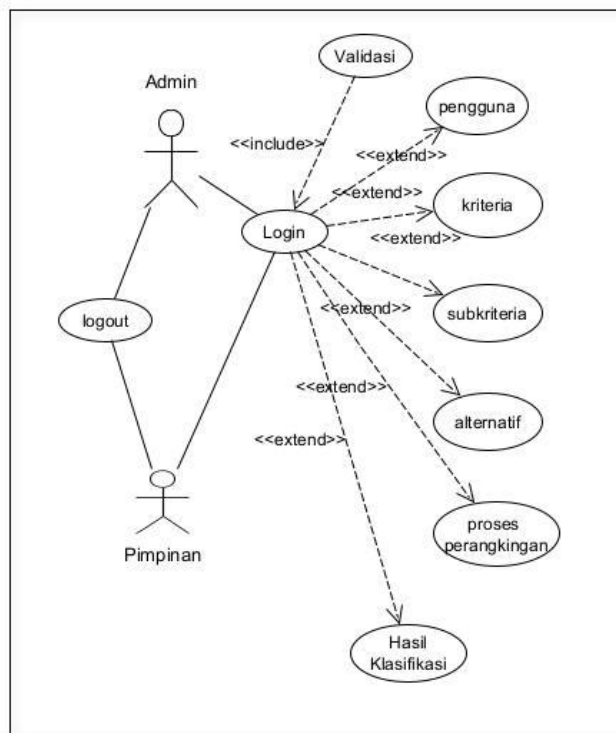 Validasi
Admin
pengguna
<<include>>
<<extend>>
<<extend>>
kriteria
Login
<<extend>>
logout
<<extend>>
subkriteria
<<extend>>
alternatif
<<extend>>
Pimpinan
proses
perangkingan
Hasil
Klasifikasi